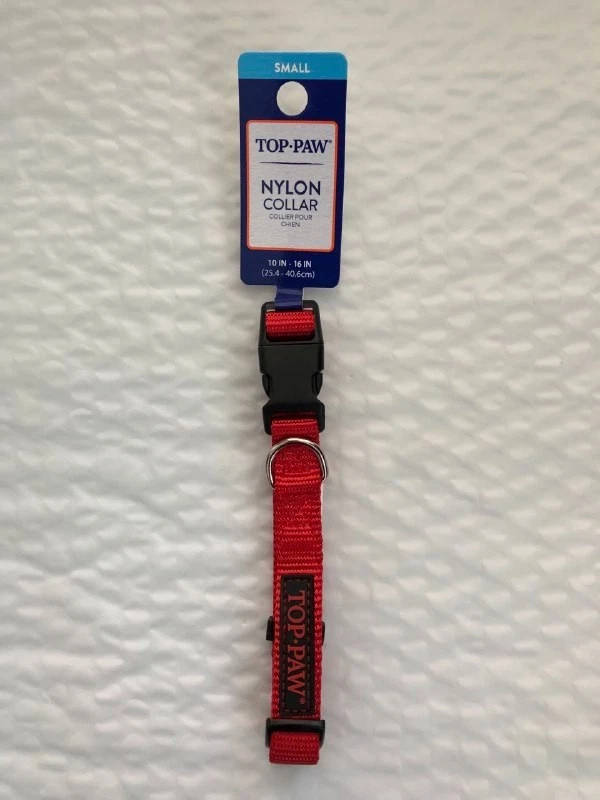 SMALL
TOP•PAW®
NYLON
COLLAR
COLLIER POUR
CHIEN
10 IN - 16 IN
(25.4 - 40.6cm)
TOP•PAW®